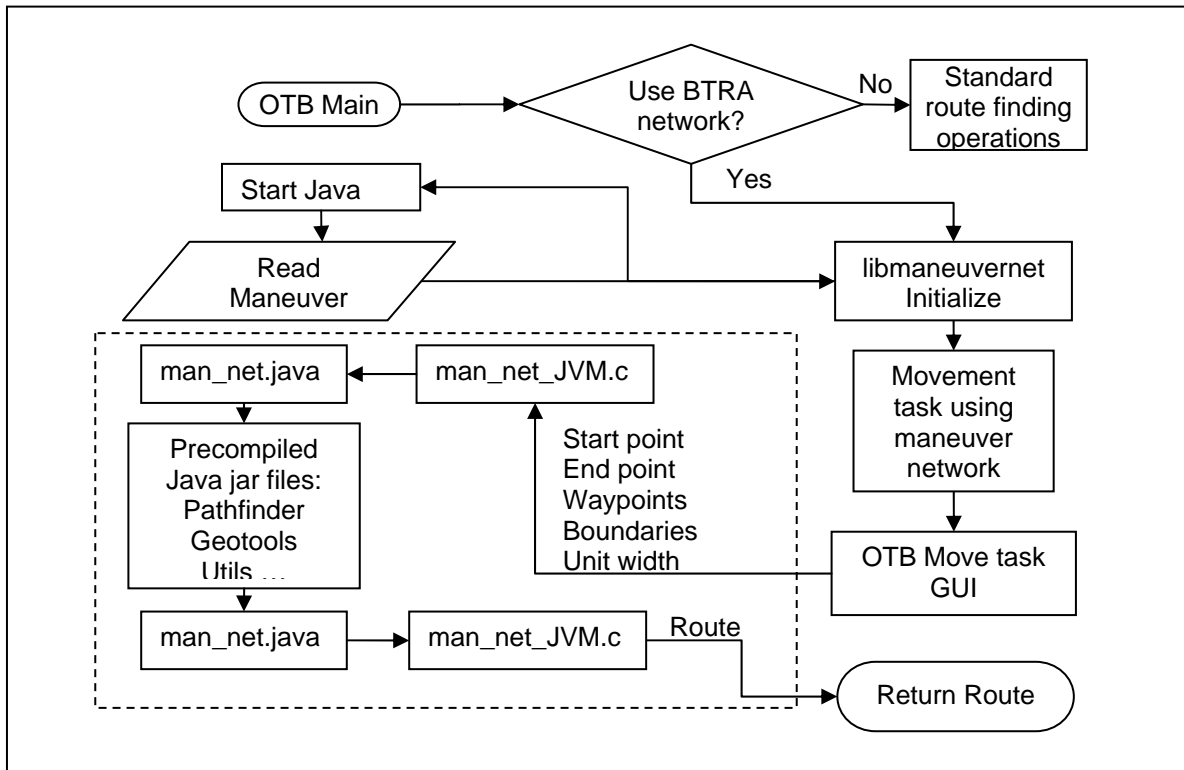 OTB Main
Use BTRA
network?
No
Standard
route finding
operations
Yes
Start Java
Read
Maneuver
libmaneuvernet
Initialize
man_net.java
man_net_JVM.c
Movement
task using
maneuver
network
Precompiled
Java jar files:
Pathfinder
Geotools
Utils ...
Start point
End point
Waypoints
Boundaries
Unit width
OTB Move task
GUI
man_net.java
man_net_JVM.c
Route
Return Route